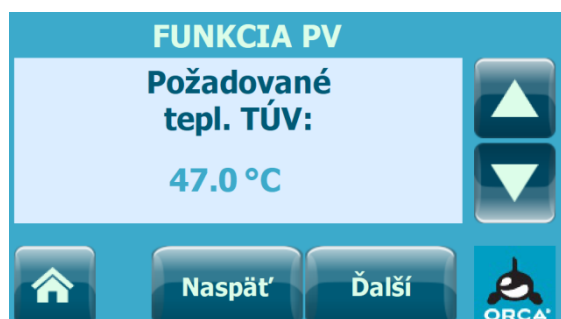 FUNKCIA PV
Požadované
tepl. TÚV:
47.0 °C
Naspäť
Ďalší
ORCA